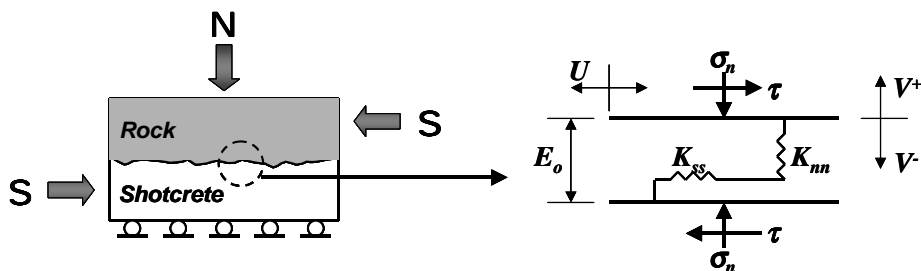 N
Rock
S
S
Shotcrete
σn
U
τ
V+
Eo
Kss
Knn
V-
τ
σn